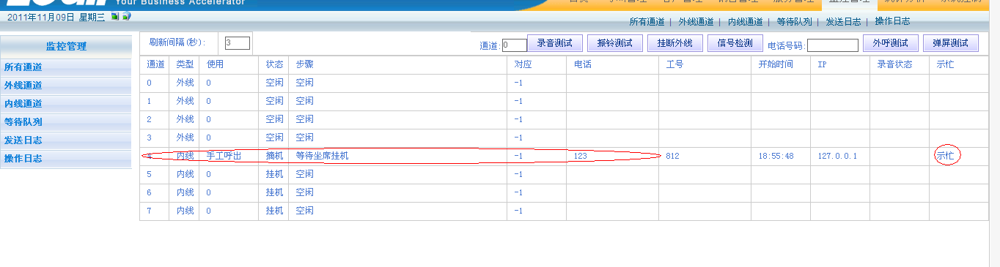 Your Business Accelerator
2011年11月09日 星期三
所有通道 | 外线通道 | 内线通道 | 等待队列 | 发送日志 | 操作日志
监控管理
所有通道
外线通道
内线通道
等待队列
发送日志
操作日志
刷新间隔(秒): 3 通道:0 录音测试 振铃测试 挂断外线 信号检测 电话号码: 外呼测试 弹屏测试
通道 类型 使用 状态 步骤 对应 电话 工号 开始时间 IP 录音状态 示忙
0 外线 0 空闲 空闲 -1
1 外线 0 空闲 空闲 -1
2 外线 0 空闲 空闲 -1
3 外线 0 空闲 空闲 -1
4 内线 手工呼出 摘机 等待坐席挂机 -1 123 812 18:55:48 127.0.0.1 示忙
5 内线 0 挂机 空闲 -1
6 内线 0 挂机 空闲 -1
7 内线 0 挂机 空闲 -1